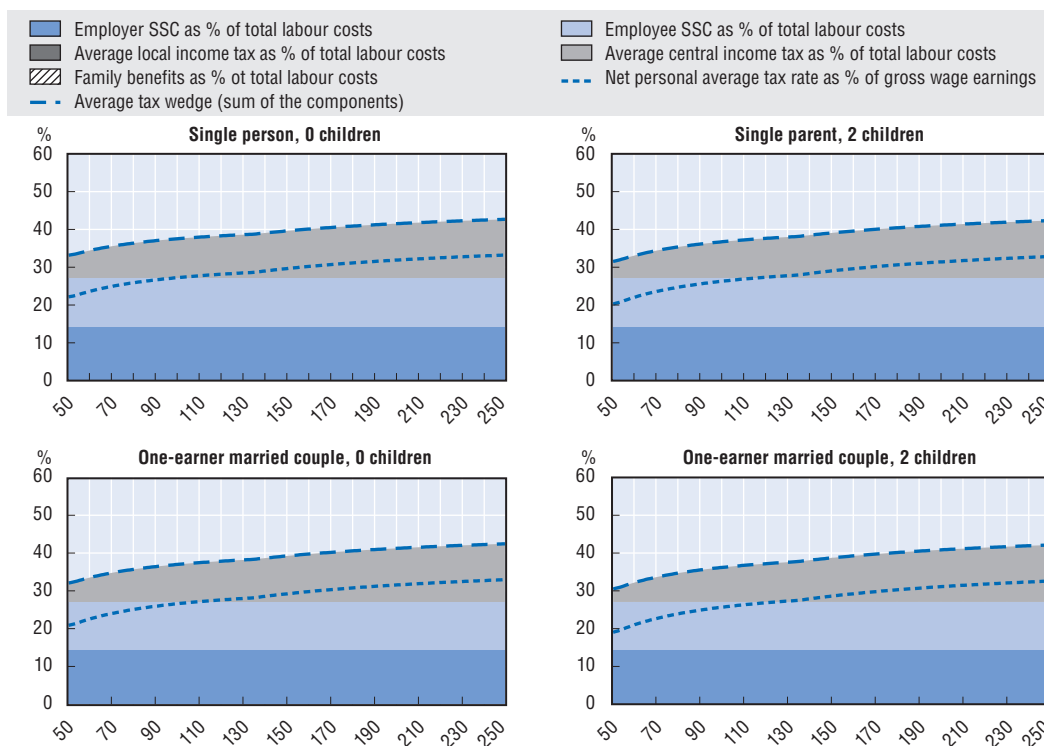 Employer SSC as % of total labour costs
Employee SSC as % of total labour costs
Average local income tax as % of total labour costs
Average central income tax as % of total labour costs
Family benefits as % ot total labour costs
Net personal average tax rate as % of gross wage earnings
Average tax wedge (sum of the components)
% Single person, 0 children
60
50
40
30
20
10
0
50 70 90 110 130 150 170 190 210 230 250
% Single parent, 2 children
60
50
40
30
20
10
0
50 70 90 110 130 150 170 190 210 230 250
% One-earner married couple, 0 children
60
50
40
30
20
10
0
50 70 90 110 130 150 170 190 210 230 250
% One-earner married couple, 2 children
60
50
40
30
20
10
0
50 70 90 110 130 150 170 190 210 230 250